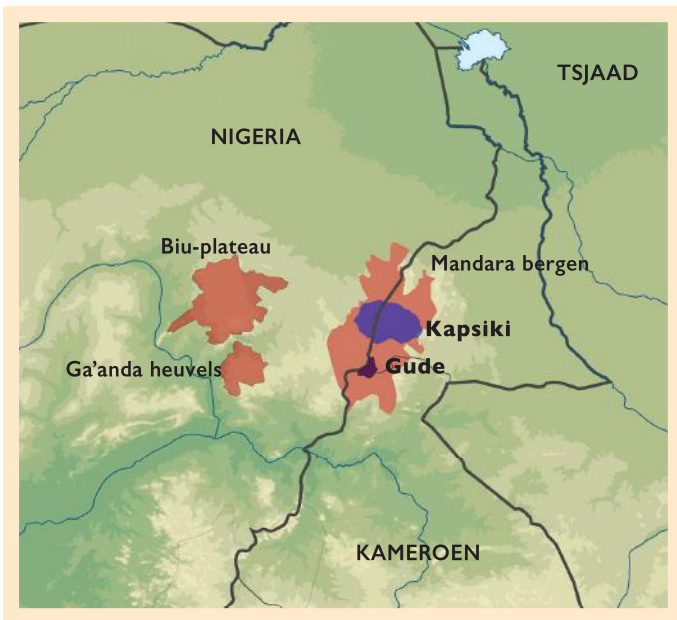 TSJAAD
NIGERIA
Biu-plateau
Mandara bergen
Kapsiki
Ga'anda heuvels
Gude
KAMEROEN